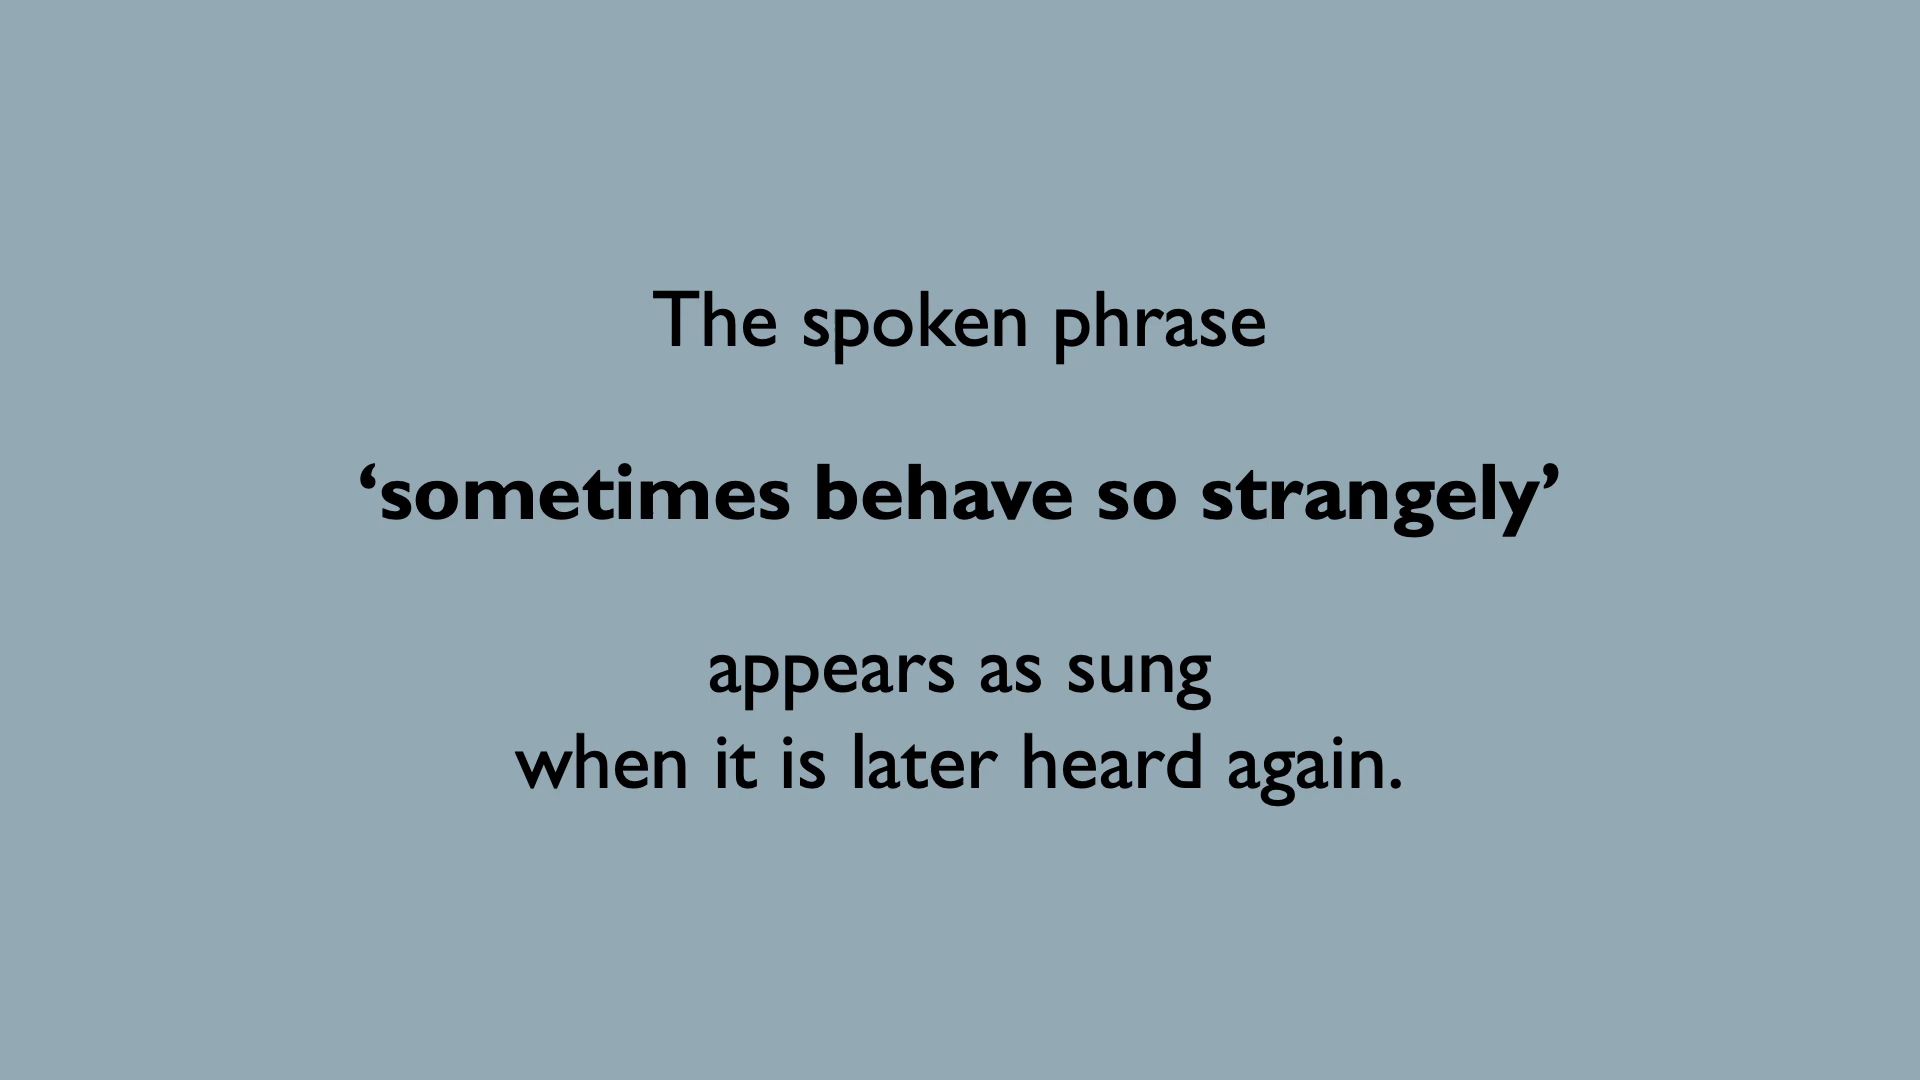 The spoken phrase
‘sometimes behave so strangely’
appears as sung
when it is later heard again.